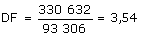 DF = 330 632 / 93 306 = 3,54